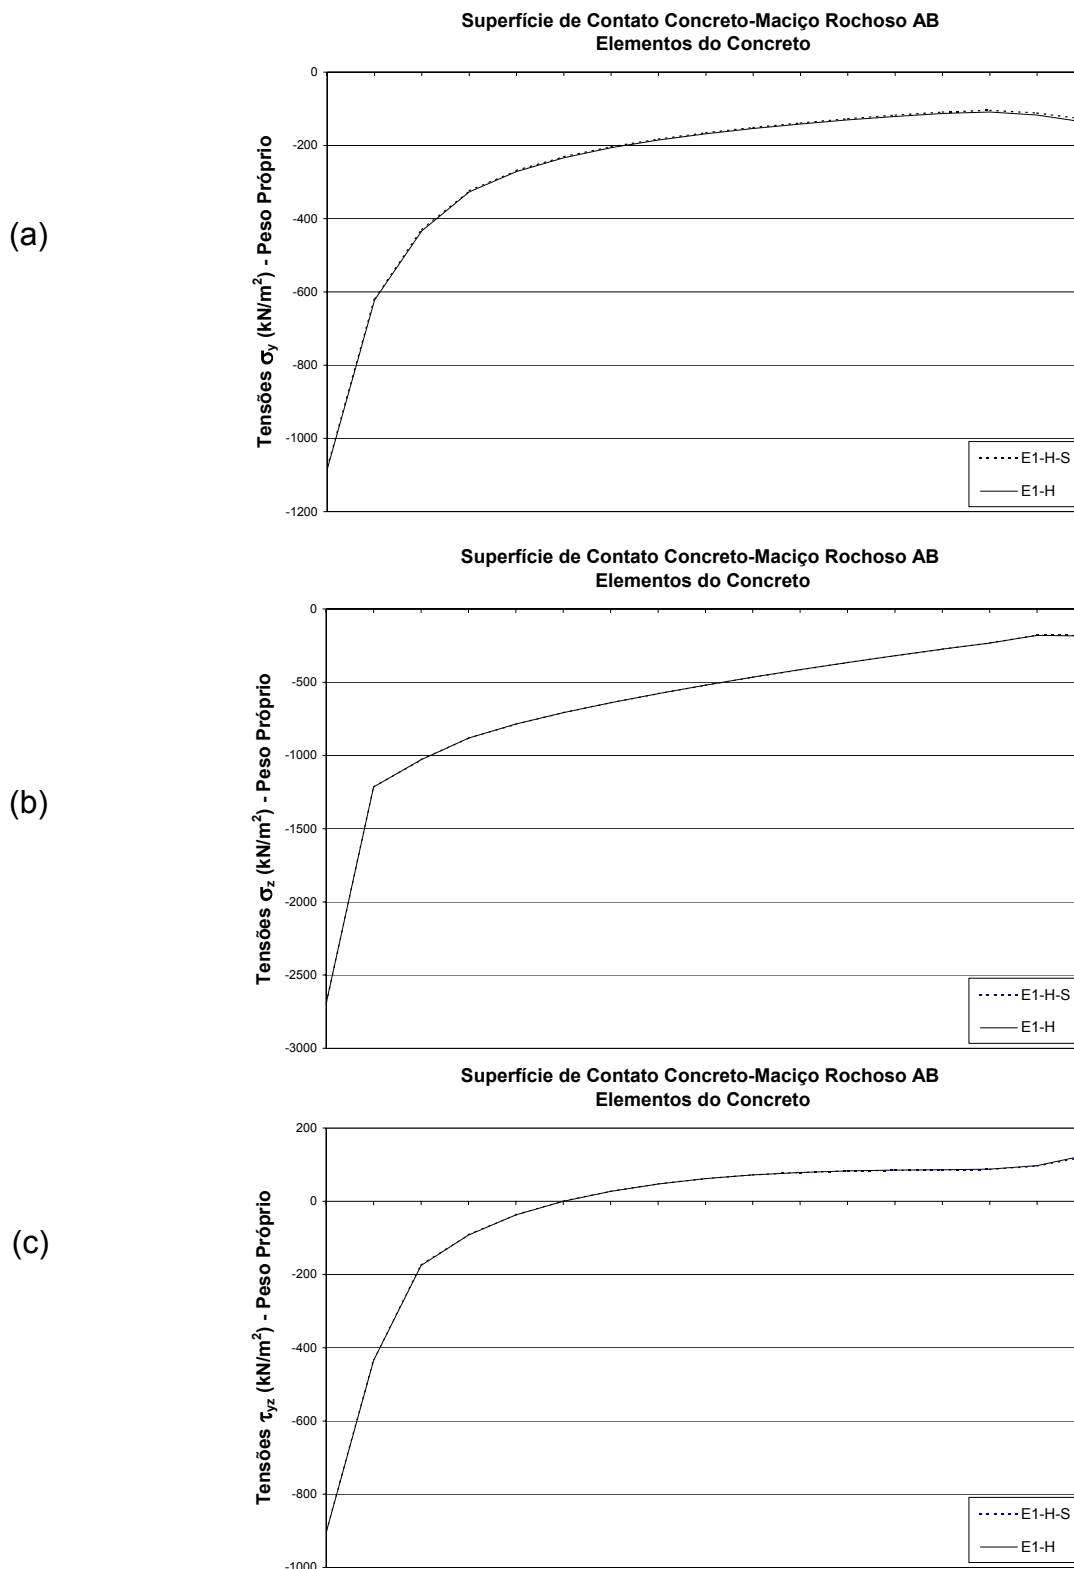 Superfície de Contato Concreto-Maciço Rochoso AB
Elementos do Concreto
(a)
Tensões σy (kN/m²) - Peso Próprio
0
-200
-400
-600
-800
-1000
-1200
E1-H-S
E1-H
Superfície de Contato Concreto-Maciço Rochoso AB
Elementos do Concreto
(b)
Tensões σz (kN/m²) - Peso Próprio
0
-500
-1000
-1500
-2000
-2500
-3000
E1-H-S
E1-H
Superfície de Contato Concreto-Maciço Rochoso AB
Elementos do Concreto
(c)
Tensões τyz (kN/m²) - Peso Próprio
200
0
-200
-400
-600
-800
-1000
E1-H-S
E1-H